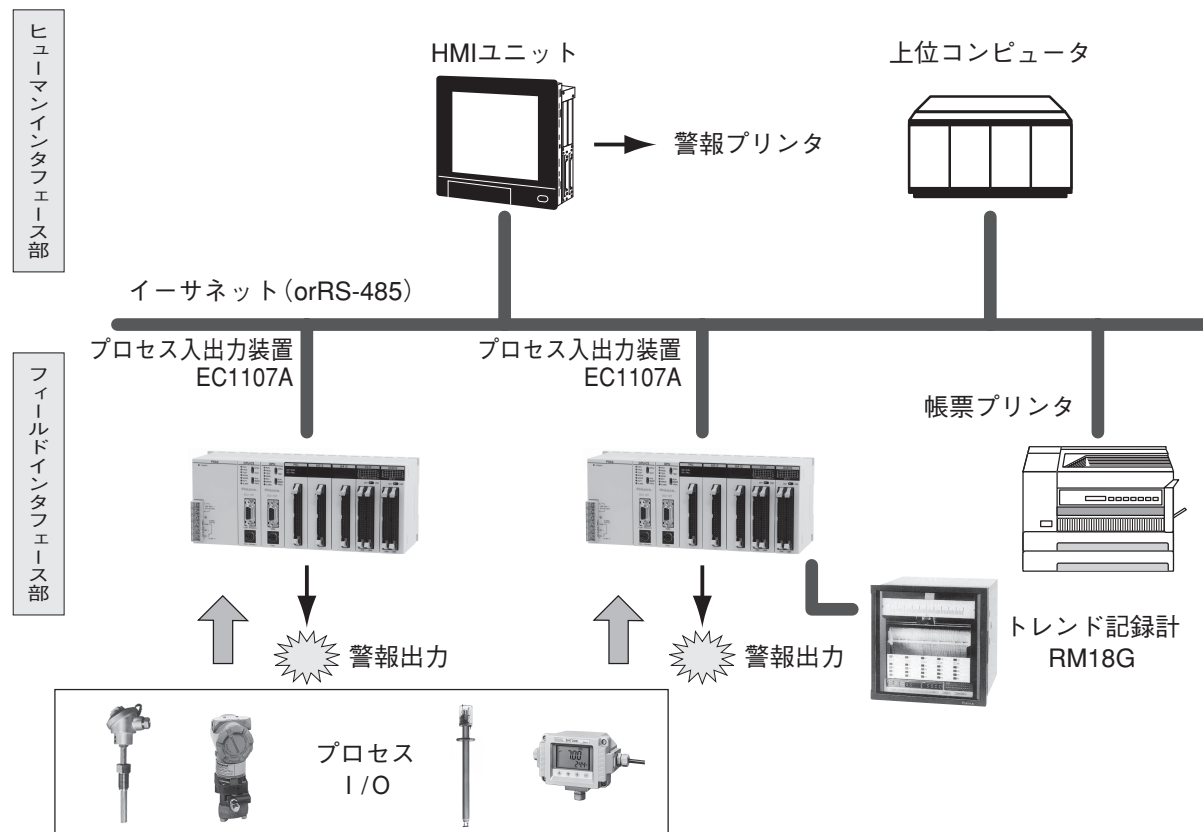 ヒューマンインタフェース部
HMIユニット
上位コンピュータ
警報プリンタ
イーサネット(orRS-485)
プロセス入出力装置
EC1107A
プロセス入出力装置
EC1107A
フィールドインタフェース部
帳票プリンタ
警報出力
警報出力
トレンド記録計
RM18G
プロセス
I/O